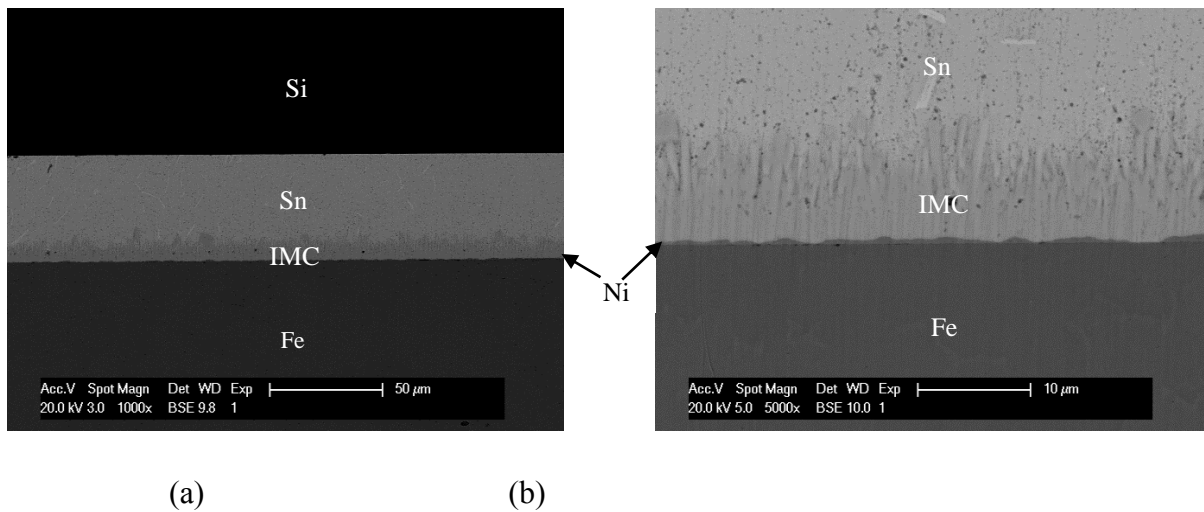 Si
Sn
IMC
Fe
Acc.V Spot Magn Det WD Exp 50 µm
20.0 kV 3.0 1000x BSE 9.8 1
Ni
Sn
IMC
Fe
Acc.V Spot Magn Det WD Exp 10 µm
20.0 kV 5.0 5000x BSE 10.0 1
(a) (b)